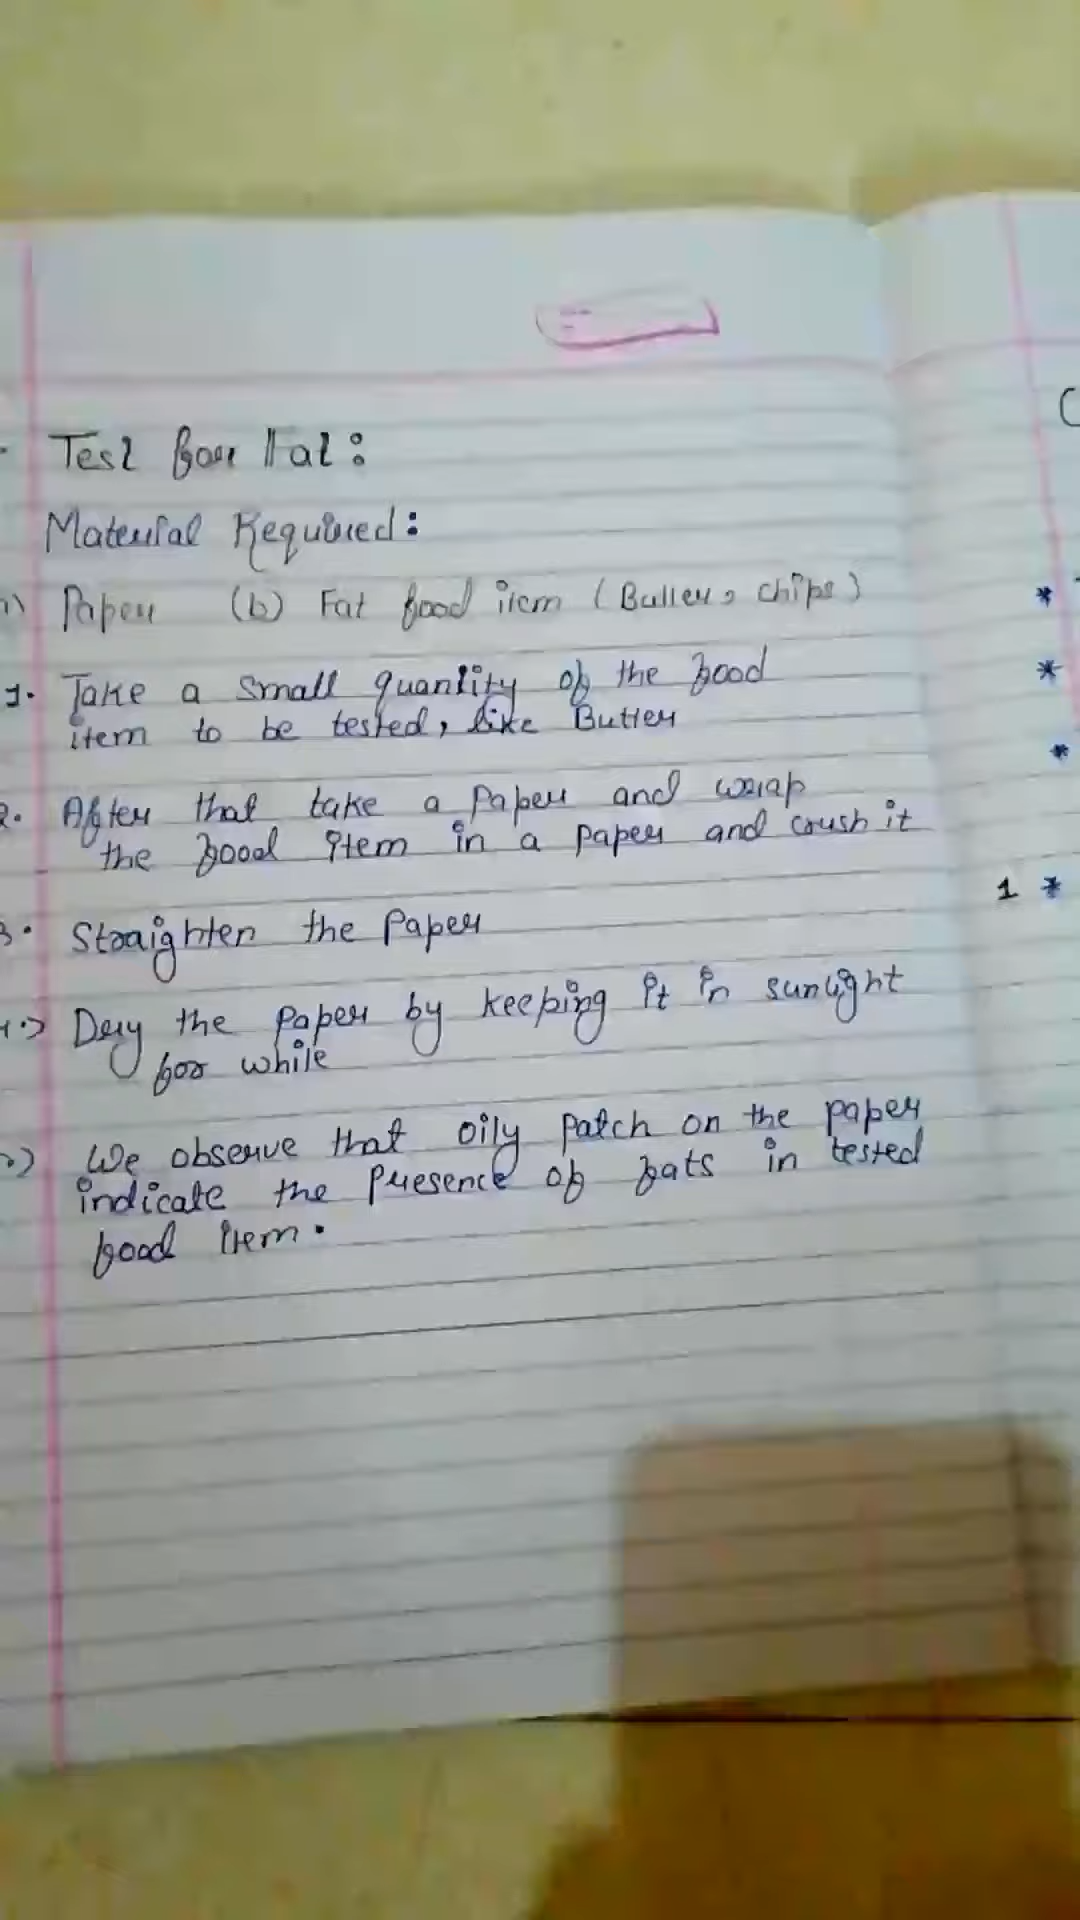 Test for Fat:
Material Required:
Paper (b) Fat food item (Butter, chips)
1. Take a small quantity of the food
item to be tested, like Butter
2. After that take a paper and wrap
the food item in a paper and crush it
3. Straighten the Paper
Dry the paper by keeping it in sunlight
for while
We observe that oily patch on the paper
indicate the presence of fats in tested
food item.
*
*
*
1 *